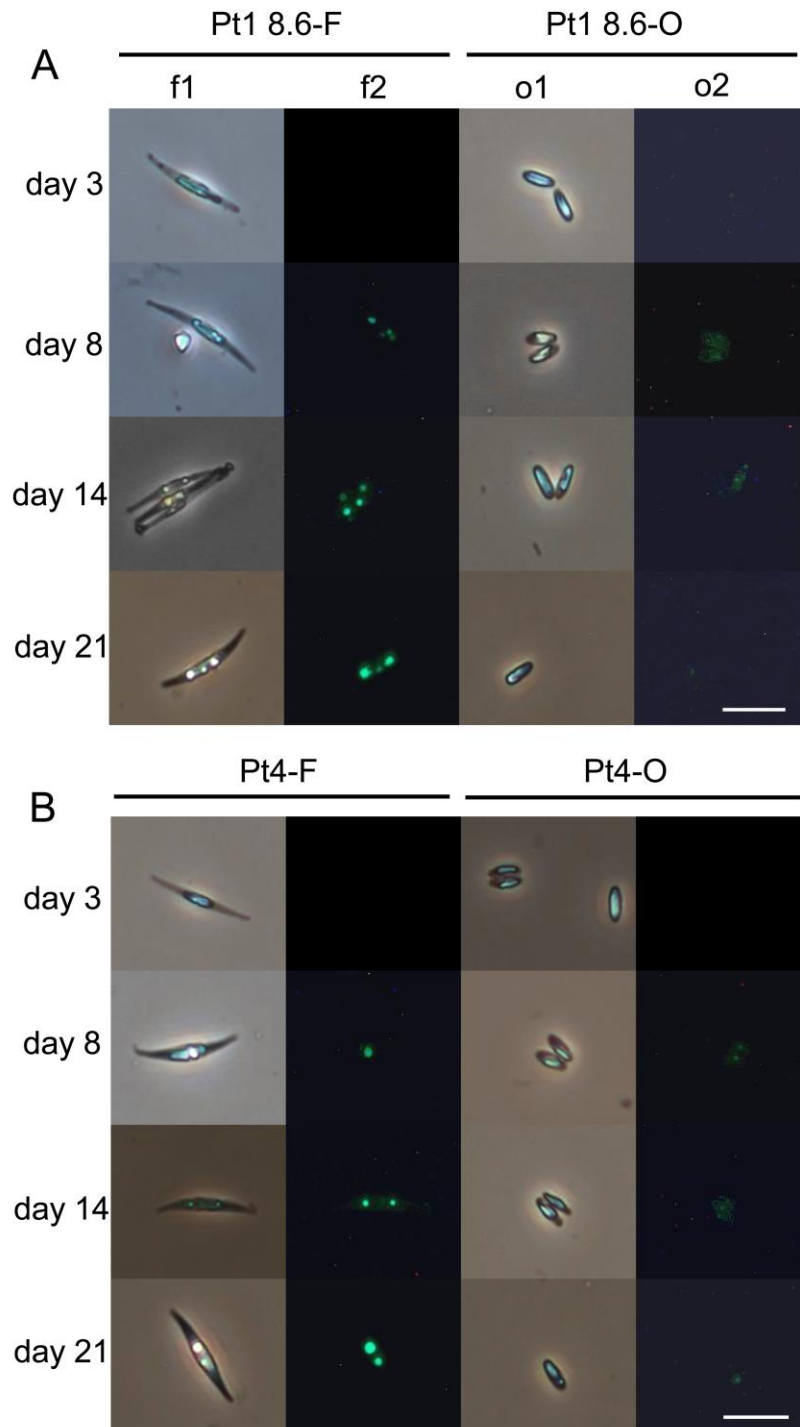 Pt1 8.6-F Pt1 8.6-O
A
f1 f2 o1 o2
day 3
day 8
day 14
day 21
Pt4-F Pt4-O
B
day 3
day 8
day 14
day 21